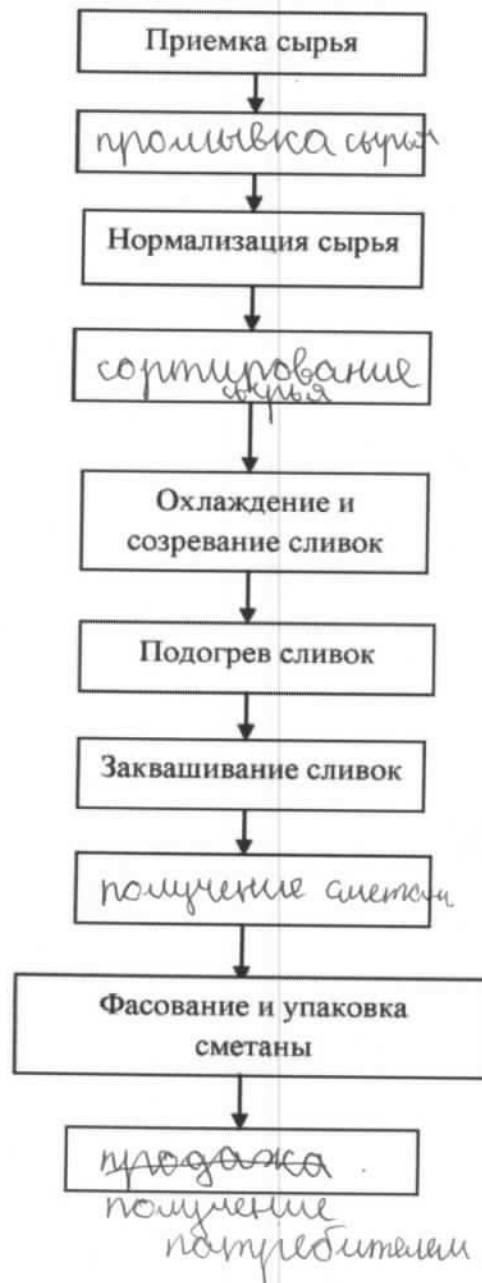 Приемка сырья
промывка сырья
Нормализация сырья
сортирование
сырья
Охлаждение и
созревание сливок
Подогрев сливок
Заквашивание сливок
получение сметаны
Фасование и упаковка
сметаны
продажа
получение
потребителем